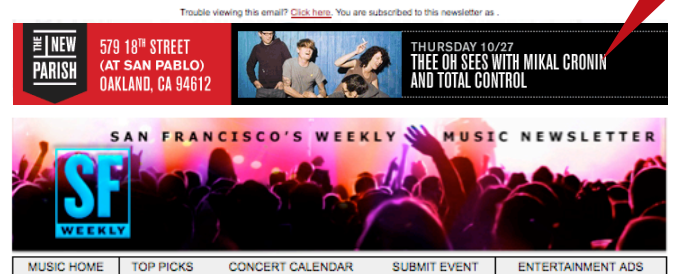 Trouble viewing this email? Click here. You are subscribed to this newsletter as .
THE NEW
PARISH
579 18TH STREET
(AT SAN PABLO)
OAKLAND, CA 94612
THURSDAY 10/27
THEE OH SEES WITH MIKAL CRONIN
AND TOTAL CONTROL
SAN FRANCISCO'S WEEKLY MUSIC NEWSLETTER
SF
WEEKLY
MUSIC HOME TOP PICKS CONCERT CALENDAR SUBMIT EVENT ENTERTAINMENT ADS